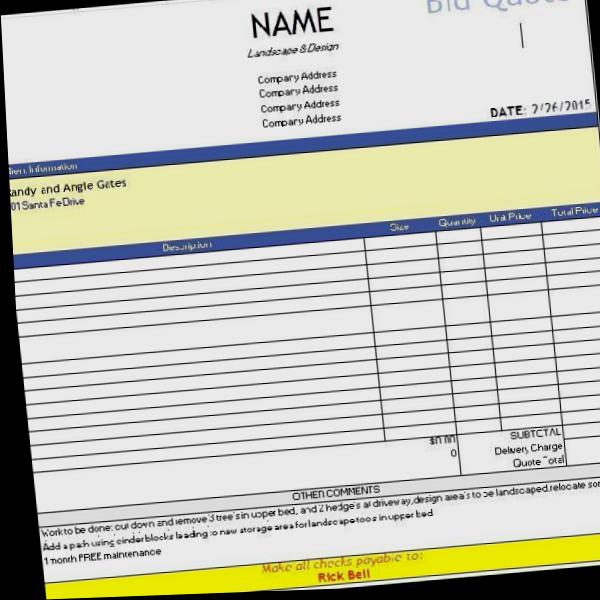 Bid Quote
NAME
Landscape & Design
Company Address
Company Address
Company Address
Company Address
DATE: 2/26/2015
Information
andy and Angie Gates
01 Santa Fe Drive
Description Size Quantity Unit Price Total Price
$0.00 SUBTOTAL
0 Delivery Charge
Quote Total
OTHER COMMENTS
Work to be done: cut down and remove 3 tree's in upper bed, and 2 hedge's at driveway, design area's to be landscaped, relocate
Add a path using cinderblocks leading to new storage area for landscape tools in upper bed
1 month FREE maintenance
Make all checks payable to:
Rick Bell